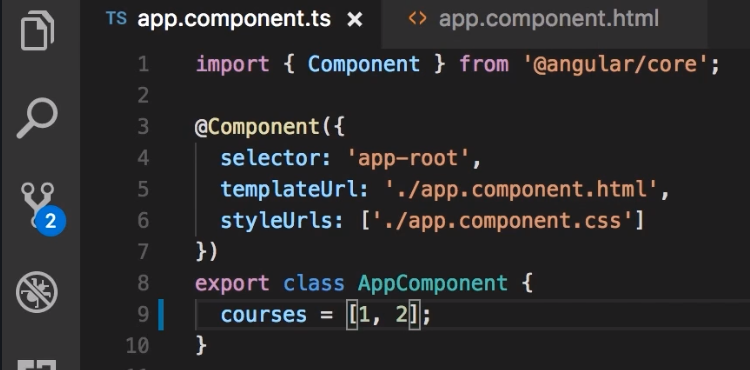 TS app.component.ts × <> app.component.html
1 import { Component } from '@angular/core';
2
3 @Component({
4   selector: 'app-root',
5   templateUrl: './app.component.html',
6   styleUrls: ['./app.component.css']
7 })
8 export class AppComponent {
2
9   courses = [1, 2];
10 }